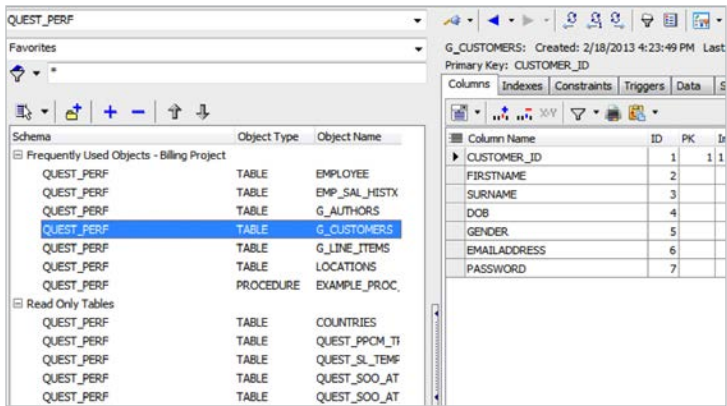 QUEST_PERF
Favorites
*
Schema Object Type Object Name
Frequently Used Objects - Billing Project
QUEST_PERF TABLE EMPLOYEE
QUEST_PERF TABLE EMP_SAL_HISTX
QUEST_PERF TABLE G_AUTHORS
QUEST_PERF TABLE G_CUSTOMERS
QUEST_PERF TABLE G_LINE_ITEMS
QUEST_PERF TABLE LOCATIONS
QUEST_PERF PROCEDURE EXAMPLE_PROC_
Read Only Tables
QUEST_PERF TABLE COUNTRIES
QUEST_PERF TABLE QUEST_PPCM_TF
QUEST_PERF TABLE QUEST_SL_TEMP
QUEST_PERF TABLE QUEST_SOO_AT
QUEST_PERF TABLE QUEST_SOO_AT
G_CUSTOMERS: Created: 2/18/2013 4:23:49 PM Last
Primary Key: CUSTOMER_ID
Columns Indexes Constraints Triggers Data S
Column Name ID PK In
CUSTOMER_ID 1 1 1
FIRSTNAME 2
SURNAME 3
DOB 4
GENDER 5
EMAILADDRESS 6
PASSWORD 7